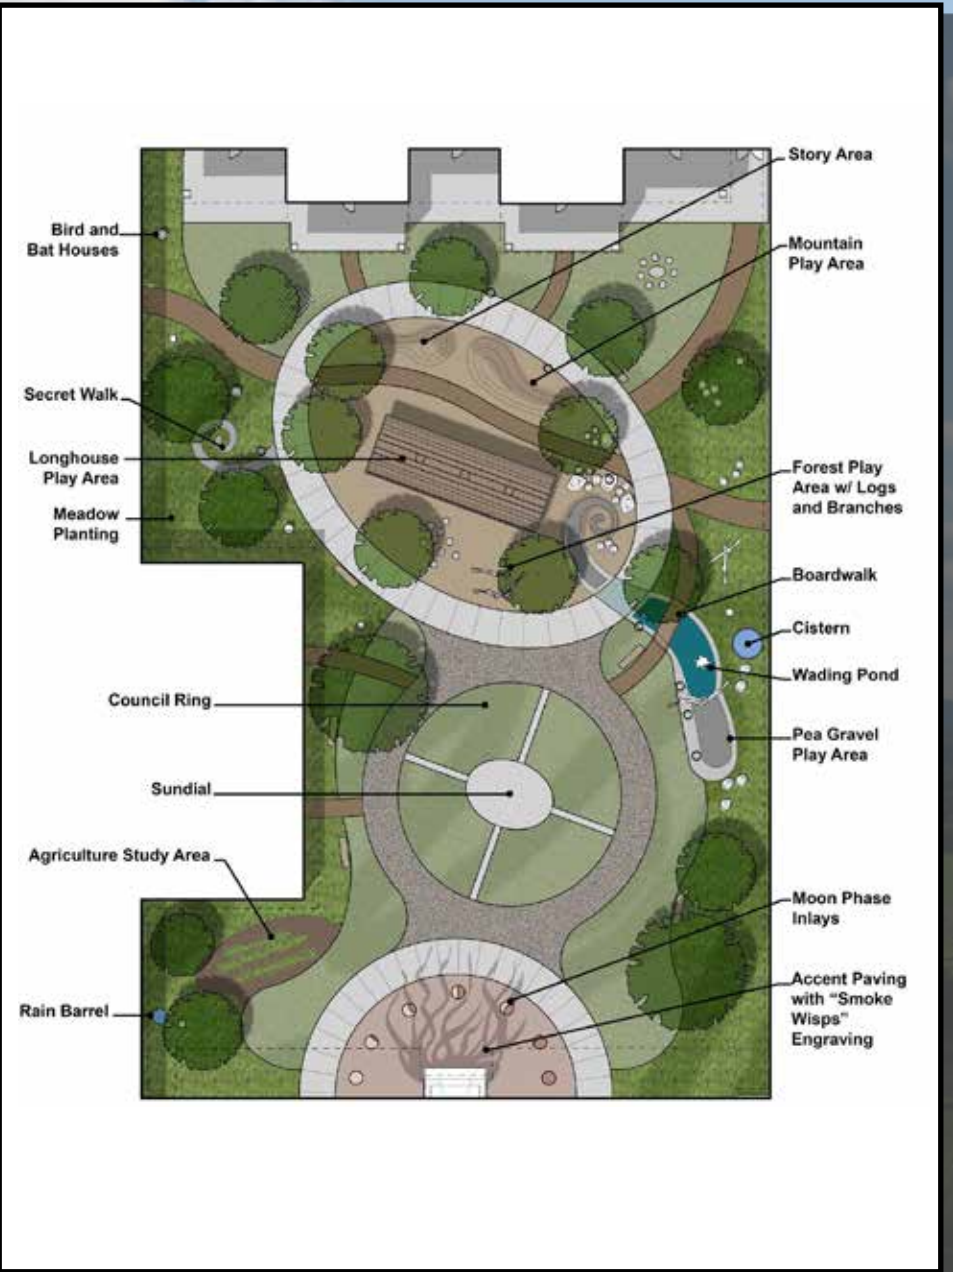 Story Area
Bird and
Bat Houses
Mountain
Play Area
Secret Walk
Longhouse
Play Area
Forest Play
Area w/ Logs
and Branches
Meadow
Planting
Boardwalk
Cistern
Wading Pond
Council Ring
Pea Gravel
Play Area
Sundial
Agriculture Study Area
Moon Phase
Inlays
Accent Paving
with “Smoke
Wisps”
Engraving
Rain Barrel